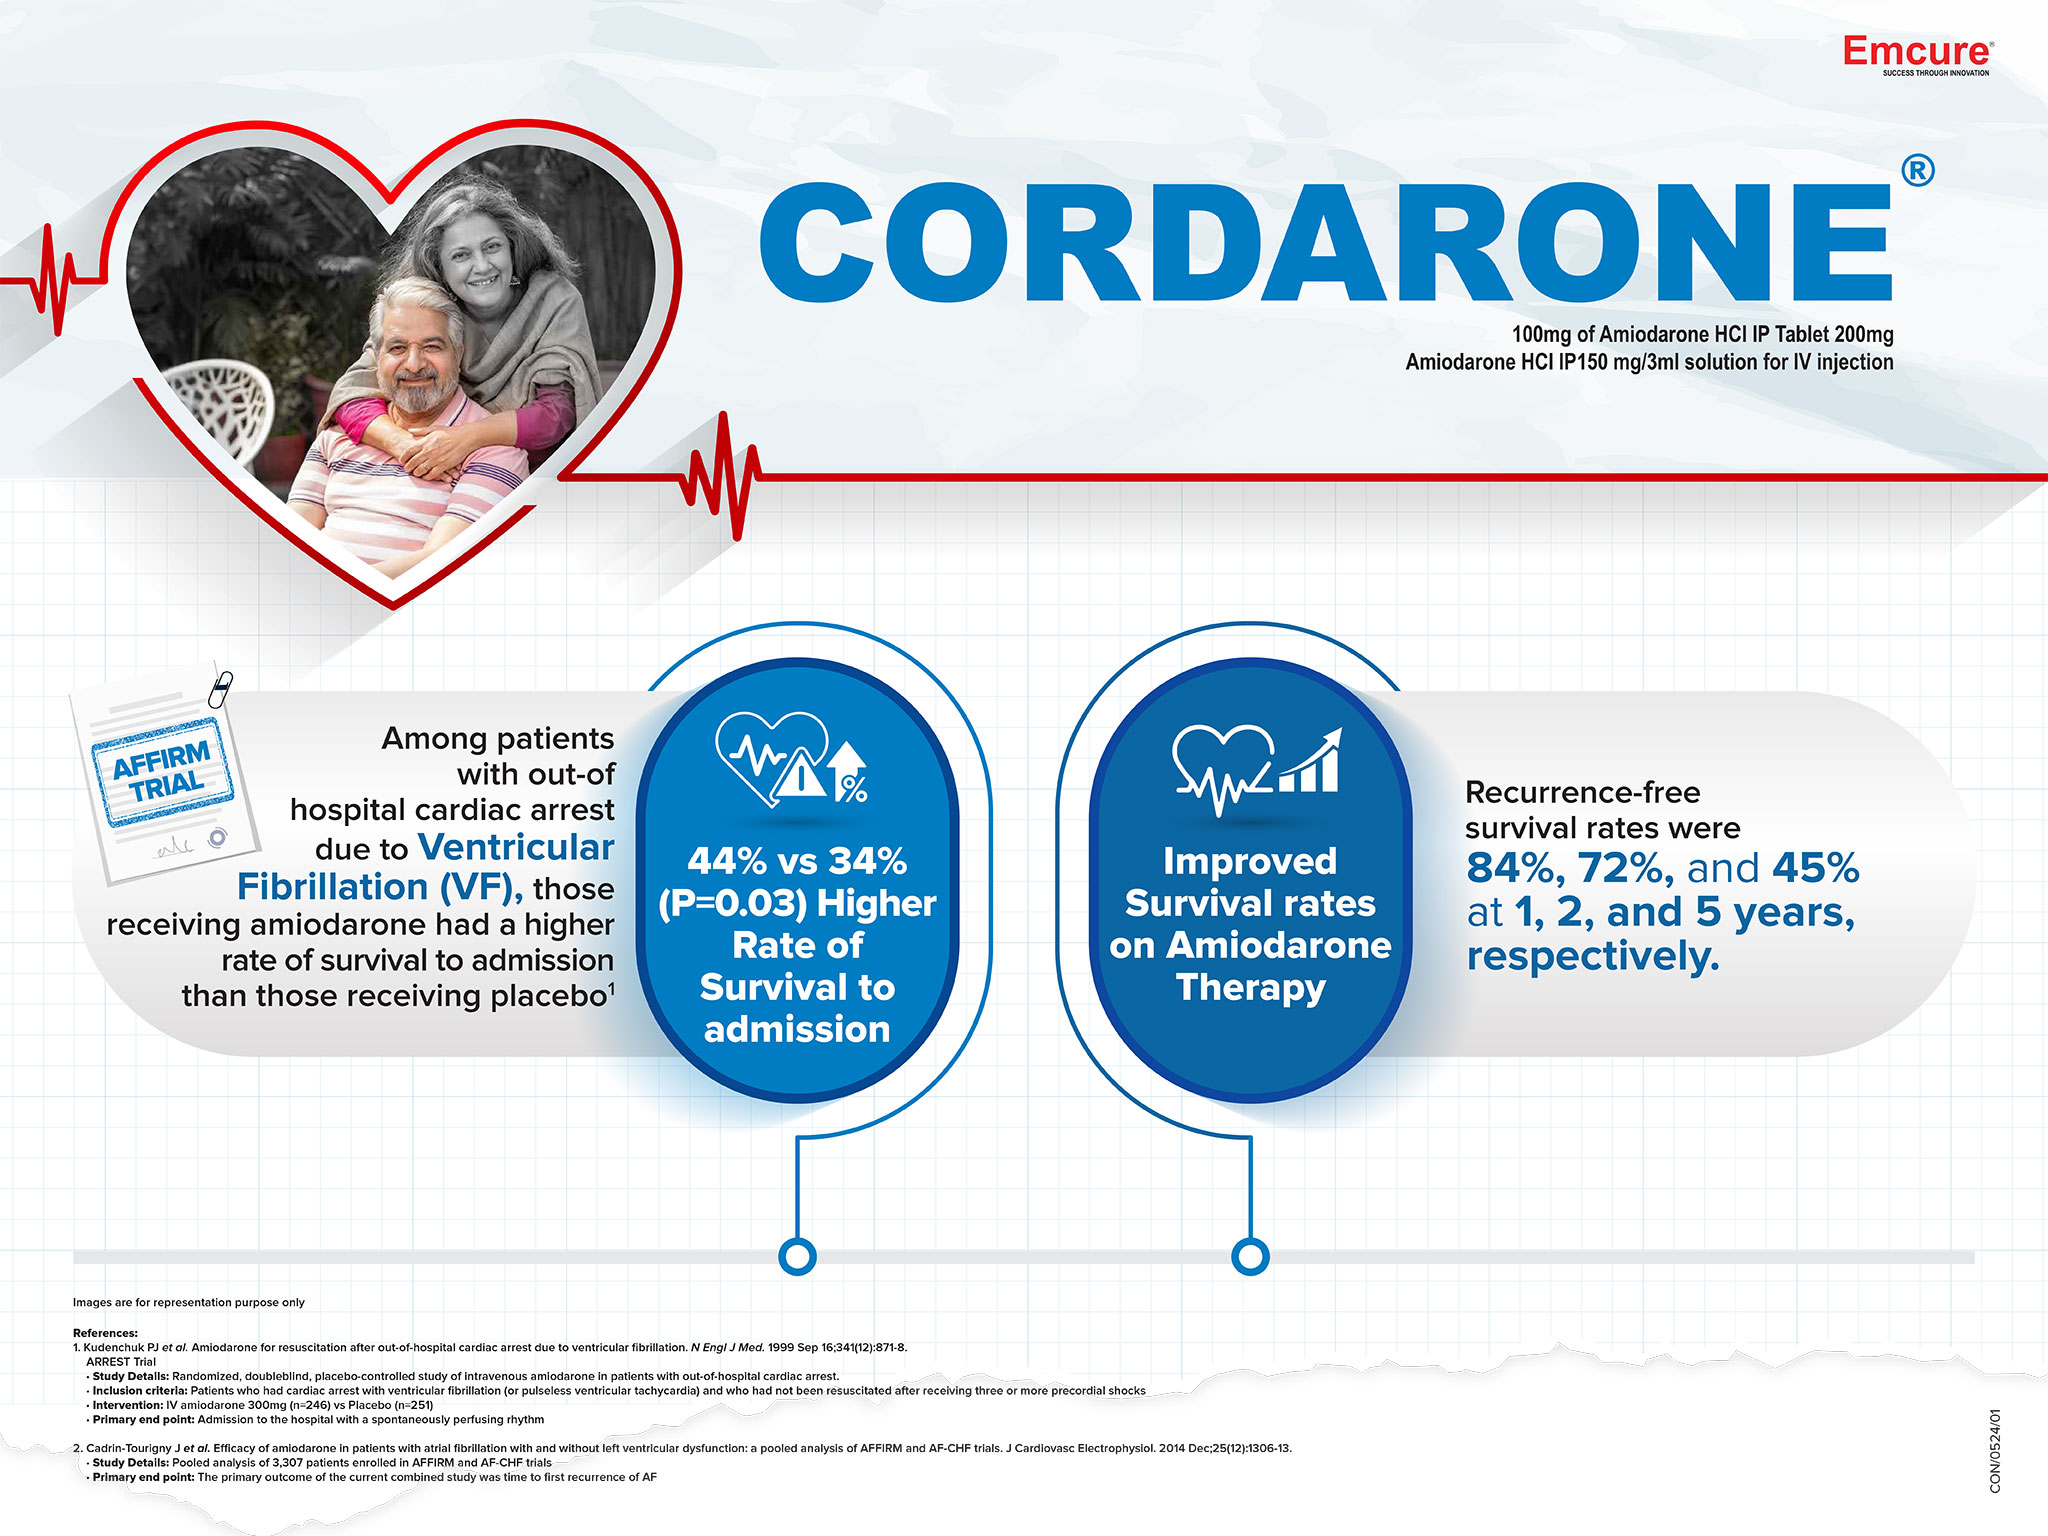 Emcure®
SUCCESS THROUGH INNOVATION
CORDARONE®
100mg of Amiodarone HCI IP Tablet 200mg
Amiodarone HCI IP150 mg/3ml solution for IV injection
AFFIRM
TRIAL
Among patients
with out-of
hospital cardiac arrest
due to Ventricular
Fibrillation (VF), those
receiving amiodarone had a higher
rate of survival to admission
than those receiving placebo¹
%
44% vs 34%
(P=0.03) Higher
Rate of
Survival to
admission
Improved
Survival rates
on Amiodarone
Therapy
Recurrence-free
survival rates were
84%, 72%, and 45%
at 1, 2, and 5 years,
respectively.
Images are for representation purpose only
References:
1. Kudenchuk PJ et al. Amiodarone for resuscitation after out-of-hospital cardiac arrest due to ventricular fibrillation. N Engl J Med. 1999 Sep 16;341(12):871-8.
ARREST Trial
• Study Details: Randomized, doubleblind, placebo-controlled study of intravenous amiodarone in patients with out-of-hospital cardiac arrest.
• Inclusion criteria: Patients who had cardiac arrest with ventricular fibrillation (or pulseless ventricular tachycardia) and who had not been resuscitated after receiving three or more precordial shocks
• Intervention: IV amiodarone 300mg (n=246) vs Placebo (n=251)
• Primary end point: Admission to the hospital with a spontaneously perfusing rhythm
2. Cadrin-Tourigny J et al. Efficacy of amiodarone in patients with atrial fibrillation with and without left ventricular dysfunction: a pooled analysis of AFFIRM and AF-CHF trials. J Cardiovasc Electrophysiol. 2014 Dec;25(12):1306-13.
• Study Details: Pooled analysis of 3,307 patients enrolled in AFFIRM and AF-CHF trials
• Primary end point: The primary outcome of the current combined study was time to first recurrence of AF
CON/0524/01